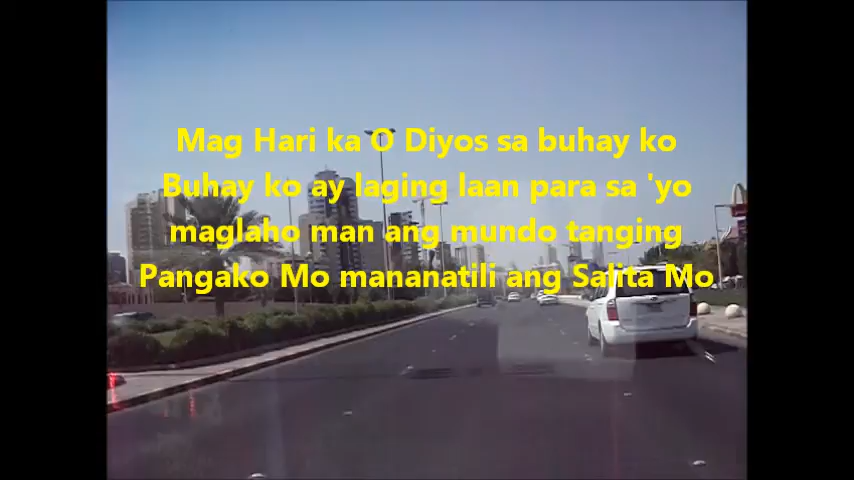 Mag Hari ka O Diyos sa buhay ko
Buhay ko ay laging laan para sa 'yo
maglaho man ang mundo tanging
Pangako Mo mananatili ang Salita Mo